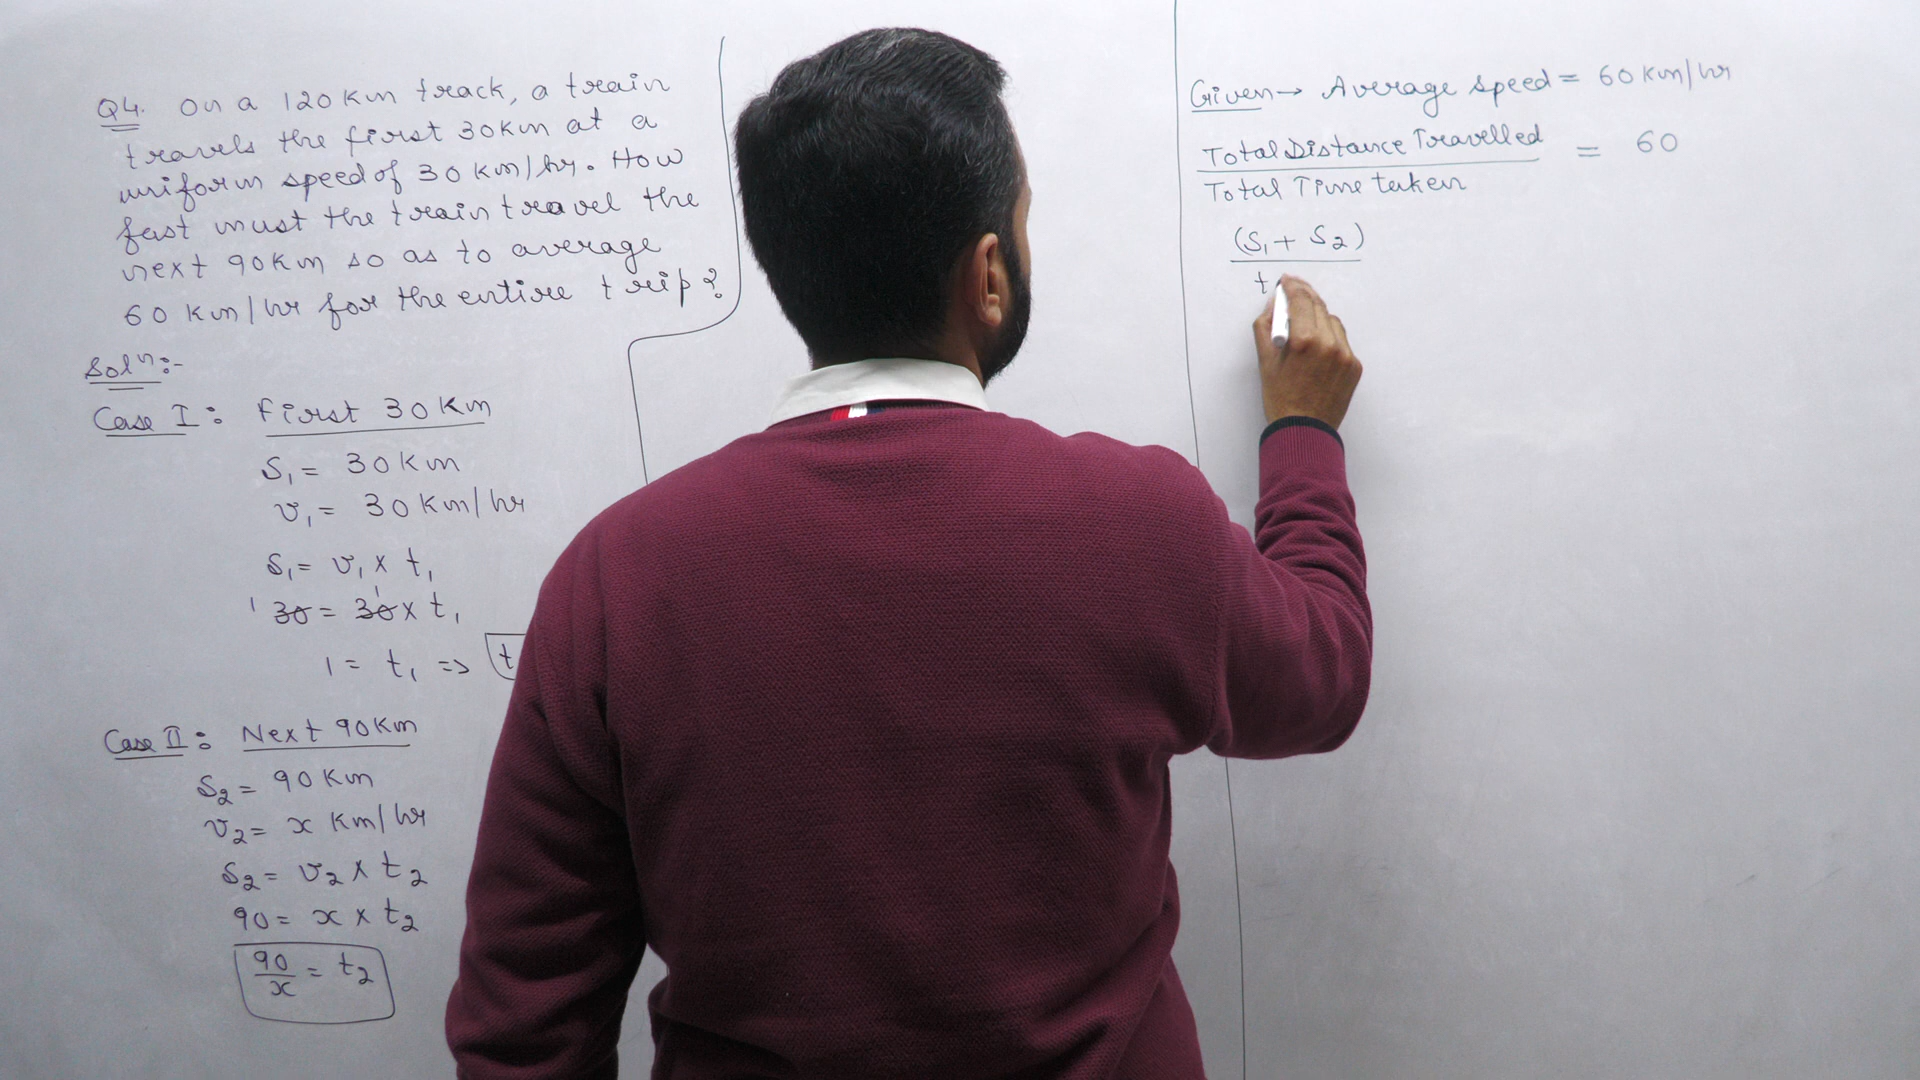 Q4. On a 120 Km track, a train
travels the first 30 Km at a
uniform speed of 30 Km/hr. How
fast must the train travel the
next 90 Km so as to average
60 Km/hr for the entire trip?
Solⁿ:-
Case I: First 30 Km
S₁ = 30 Km
v₁ = 30 Km/hr
S₁ = v₁ x t₁
1 30 = 30 1 x t₁
1 = t₁ => t
Case II: Next 90 Km
S₂ = 90 Km
v₂ = x Km/hr
S₂ = v₂ x t₂
90 = x x t₂
90/x = t₂
Given → Average speed = 60 Km/hr
Total Distance Travelled
= 60
Total Time taken
(S₁ + S₂)
t